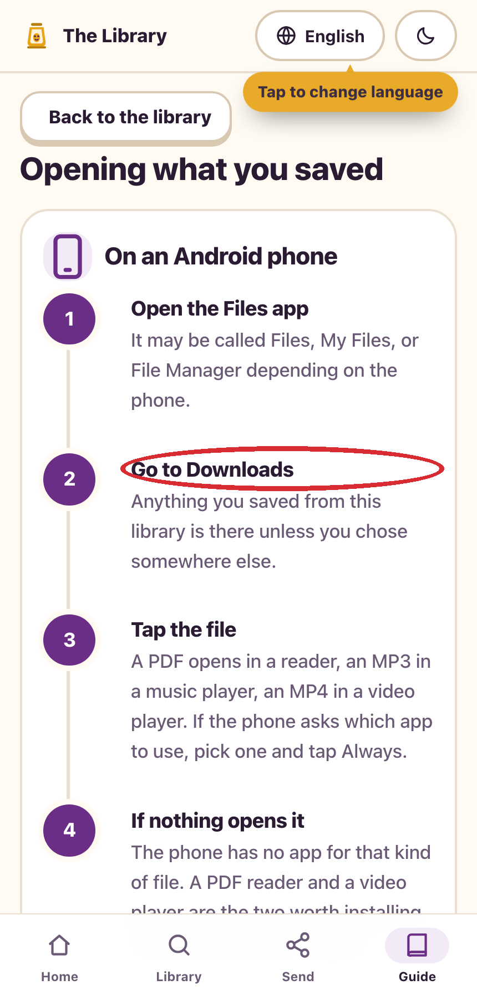 The Library
English
Tap to change language
Back to the library
Opening what you saved
On an Android phone
1
Open the Files app
It may be called Files, My Files, or
File Manager depending on the
phone.
2
Go to Downloads
Anything you saved from this
library is there unless you chose
somewhere else.
3
Tap the file
A PDF opens in a reader, an MP3 in
a music player, an MP4 in a video
player. If the phone asks which app
to use, pick one and tap Always.
4
If nothing opens it
The phone has no app for that kind
of file. A PDF reader and a video
player are the two worth installing
Home
Library
Send
Guide